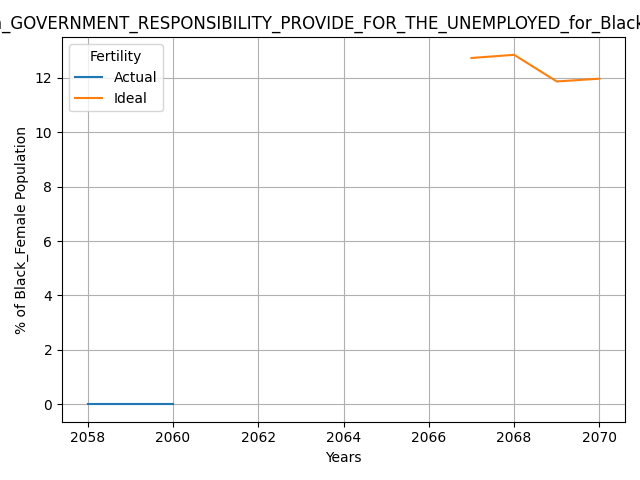 GOVERNMENT_RESPONSIBILITY_PROVIDE_FOR_THE_UNEMPLOYED_for_Black
Fertility
Actual
Ideal
12
10
8
6
4
2
0
% of Black_Female Population
2058 2060 2062 2064 2066 2068 2070
Years